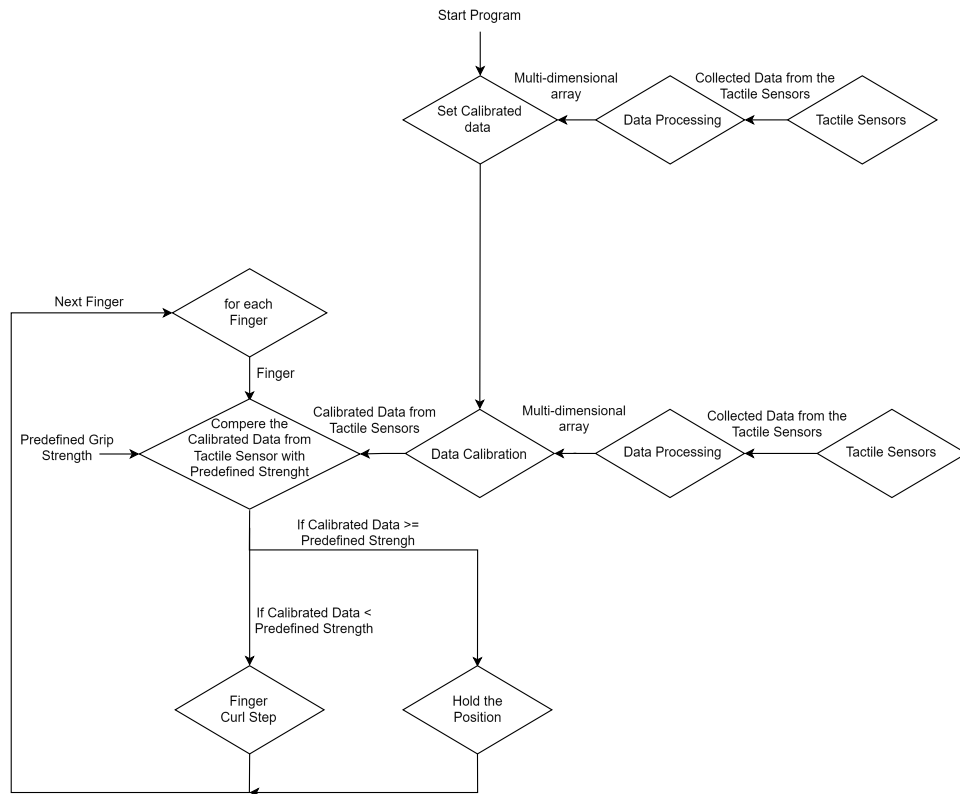 Start Program
Multi-dimensional
array
Collected Data from the
Tactile Sensors
Set Calibrated
data
Data Processing
Tactile Sensors
Next Finger
for each
Finger
Finger
Calibrated Data from
Tactile Sensors
Multi-dimensional
array
Collected Data from the
Tactile Sensors
Predefined Grip
Strength
Compere the
Calibrated Data from
Tactile Sensor with
Predefined Strenght
Data Calibration
Data Processing
Tactile Sensors
If Calibrated Data >=
Predefined Strengh
If Calibrated Data <
Predefined Strength
Finger
Curl Step
Hold the
Position